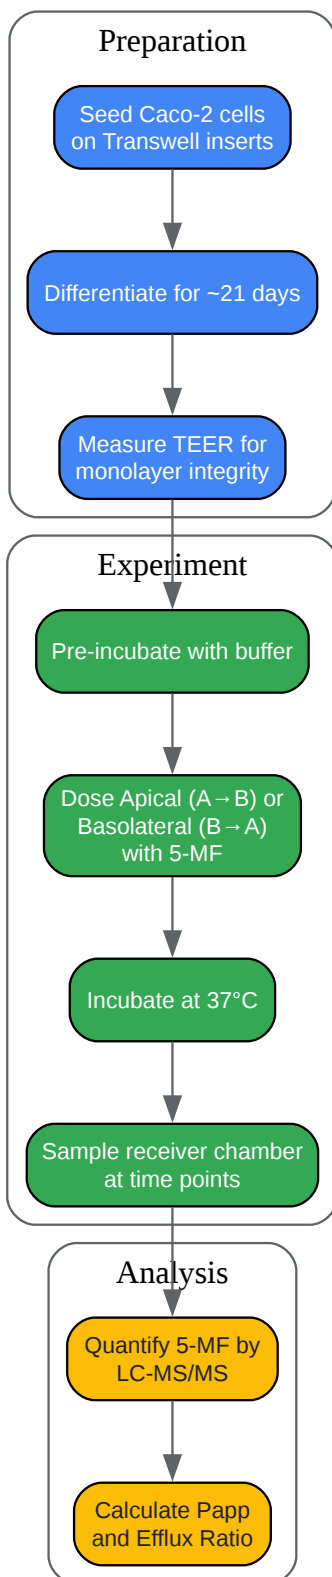 Preparation
Seed Caco-2 cells
on Transwell inserts
Differentiate for ~21 days
Measure TEER for
monolayer integrity
Experiment
Pre-incubate with buffer
Dose Apical (A→B) or
Basolateral (B→A)
with 5-MF
Incubate at 37°C
Sample receiver chamber
at time points
Analysis
Quantify 5-MF by
LC-MS/MS
Calculate Papp
and Efflux Ratio